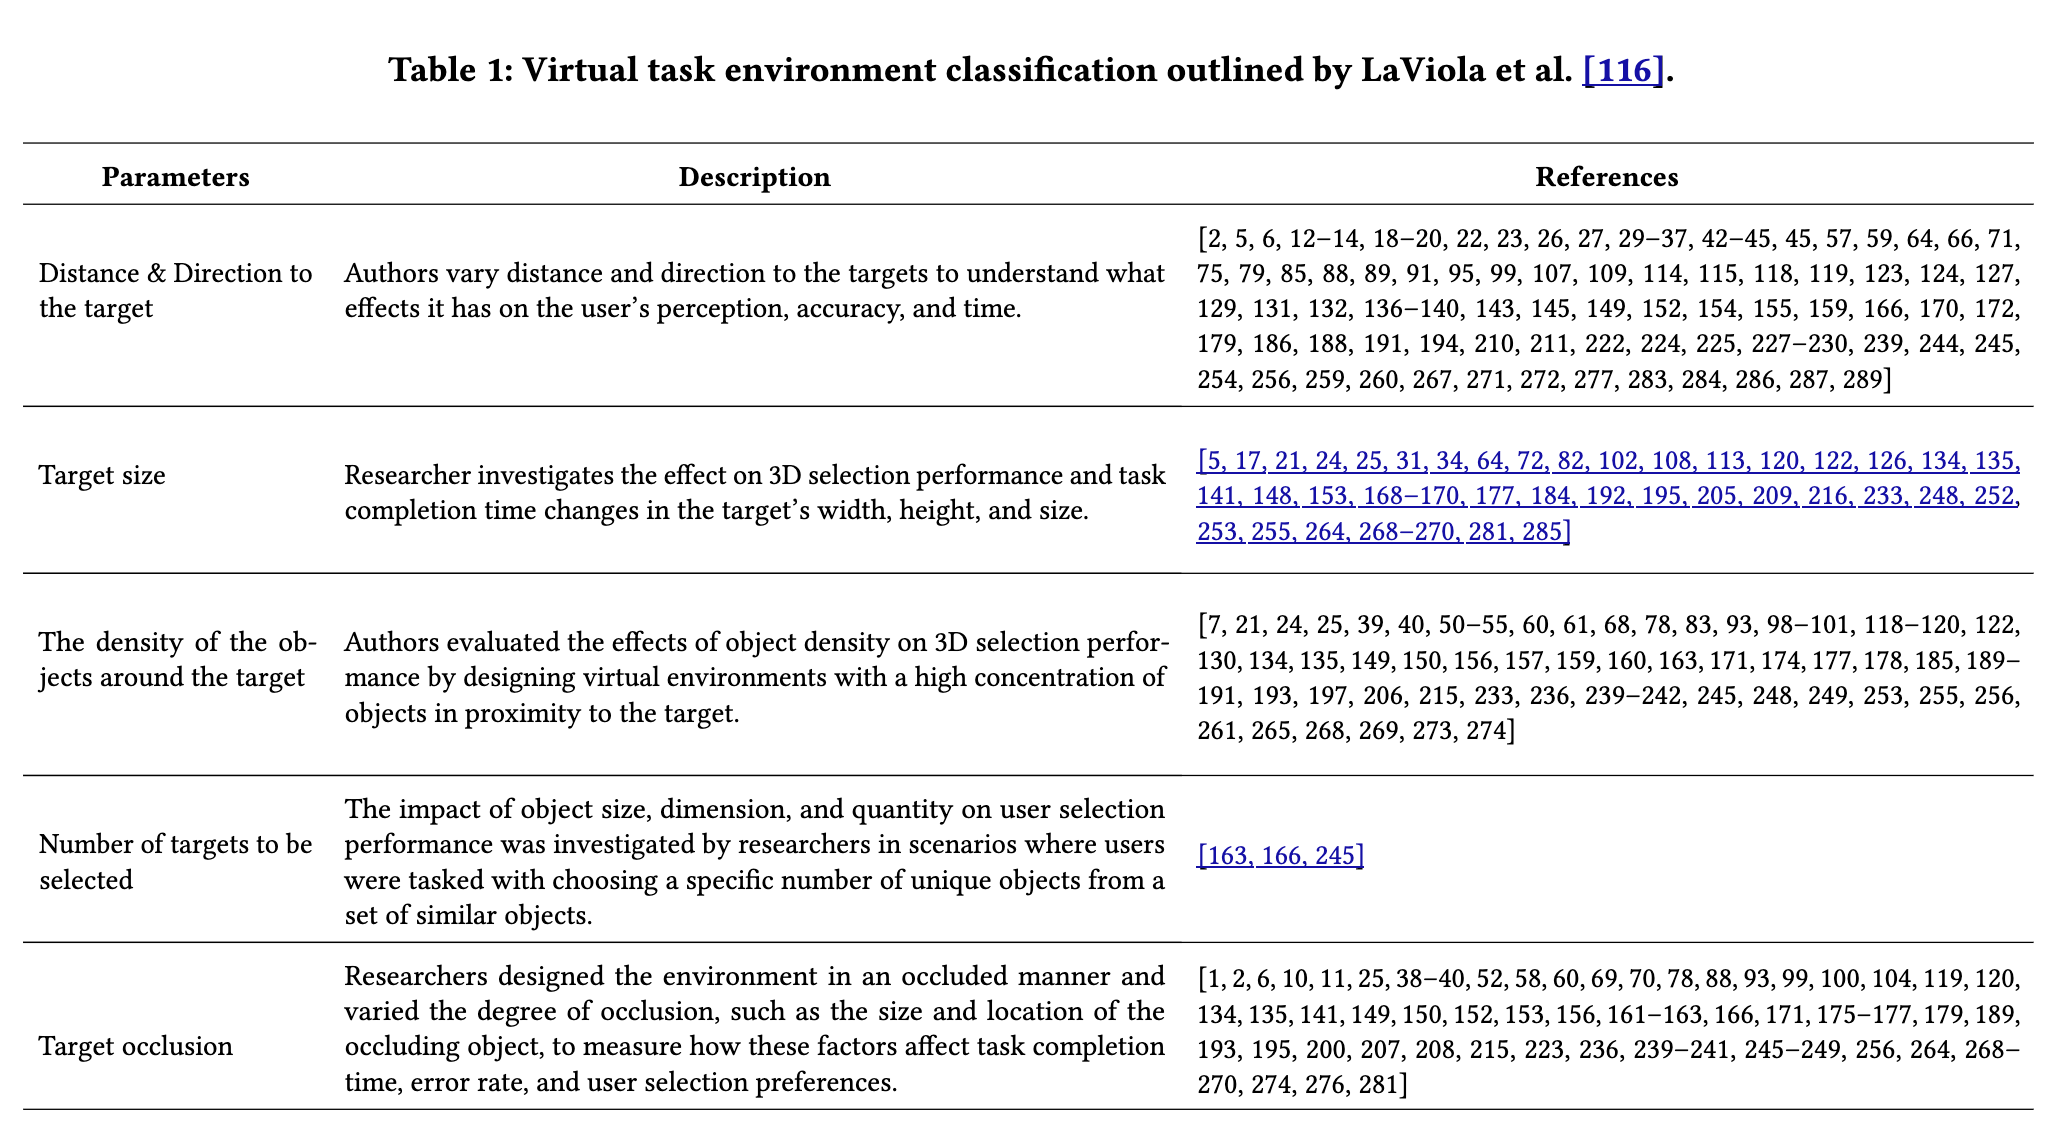 Table 1: Virtual task environment classification outlined by LaViola et al. [116].
Parameters Description References
Distance & Direction to
the target
Authors vary distance and direction to the targets to understand what
effects it has on the user's perception, accuracy, and time.
[2, 5, 6, 12–14, 18–20, 22, 23, 26, 27, 29–37, 42–45, 45, 57, 59, 64, 66, 71,
75, 79, 85, 88, 89, 91, 95, 99, 107, 109, 114, 115, 118, 119, 123, 124, 127,
129, 131, 132, 136–140, 143, 145, 149, 152, 154, 155, 159, 166, 170, 172,
179, 186, 188, 191, 194, 210, 211, 222, 224, 225, 227–230, 239, 244, 245,
254, 256, 259, 260, 267, 271, 272, 277, 283, 284, 286, 287, 289]
Target size
Researcher investigates the effect on 3D selection performance and task
completion time changes in the target's width, height, and size.
[5, 17, 21, 24, 25, 31, 34, 64, 72, 82, 102, 108, 113, 120, 122, 126, 134, 135,
141, 148, 153, 168–170, 177, 184, 192, 195, 205, 209, 216, 233, 248, 252,
253, 255, 264, 268–270, 281, 285]
The density of the ob-
jects around the target
Authors evaluated the effects of object density on 3D selection perfor-
mance by designing virtual environments with a high concentration of
objects in proximity to the target.
[7, 21, 24, 25, 39, 40, 50–55, 60, 61, 68, 78, 83, 93, 98–101, 118–120, 122,
130, 134, 135, 149, 150, 156, 157, 159, 160, 163, 171, 174, 177, 178, 185, 189–
191, 193, 197, 206, 215, 233, 236, 239–242, 245, 248, 249, 253, 255, 256,
261, 265, 268, 269, 273, 274]
Number of targets to be
selected
The impact of object size, dimension, and quantity on user selection
performance was investigated by researchers in scenarios where users
were tasked with choosing a specific number of unique objects from a
set of similar objects.
[163, 166, 245]
Target occlusion
Researchers designed the environment in an occluded manner and
varied the degree of occlusion, such as the size and location of the
occluding object, to measure how these factors affect task completion
time, error rate, and user selection preferences.
[1, 2, 6, 10, 11, 25, 38–40, 52, 58, 60, 69, 70, 78, 88, 93, 99, 100, 104, 119, 120,
134, 135, 141, 149, 150, 152, 153, 156, 161–163, 166, 171, 175–177, 179, 189,
193, 195, 200, 207, 208, 215, 223, 236, 239–241, 245–249, 256, 264, 268–
270, 274, 276, 281]